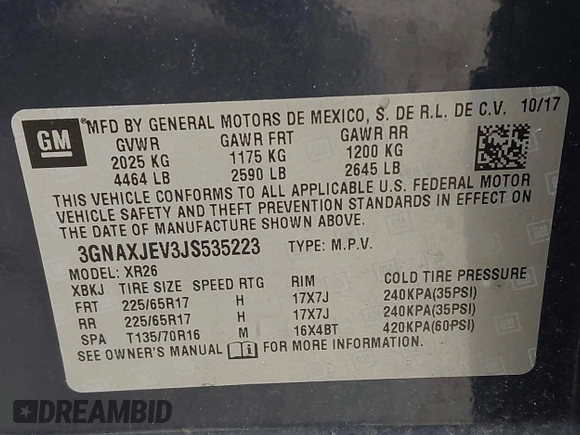 GM
®MFD BY GENERAL MOTORS DE MEXICO, S. DE R.L. DE C.V. 10/17
GVWR GAWR FRT GAWR RR
2025 KG 1175 KG 1200 KG
4464 LB 2590 LB 2645 LB
THIS VEHICLE CONFORMS TO ALL APPLICABLE U.S. FEDERAL MOTOR
VEHICLE SAFETY AND THEFT PREVENTION STANDARDS IN EFFECT ON
THE DATE OF MANUFACTURE SHOWN ABOVE.
3GNAXJEV3JS535223 TYPE: M.P.V.
MODEL: XR26
XBKJ TIRE SIZE SPEED RTG RIM COLD TIRE PRESSURE
FRT 225/65R17 H 17X7J 240KPA(35PSI)
RR 225/65R17 H 17X7J 240KPA(35PSI)
SPA T135/70R16 M 16X4BT 420KPA(60PSI)
SEE OWNER'S MANUAL FOR MORE INFORMATION.
DREAMBID